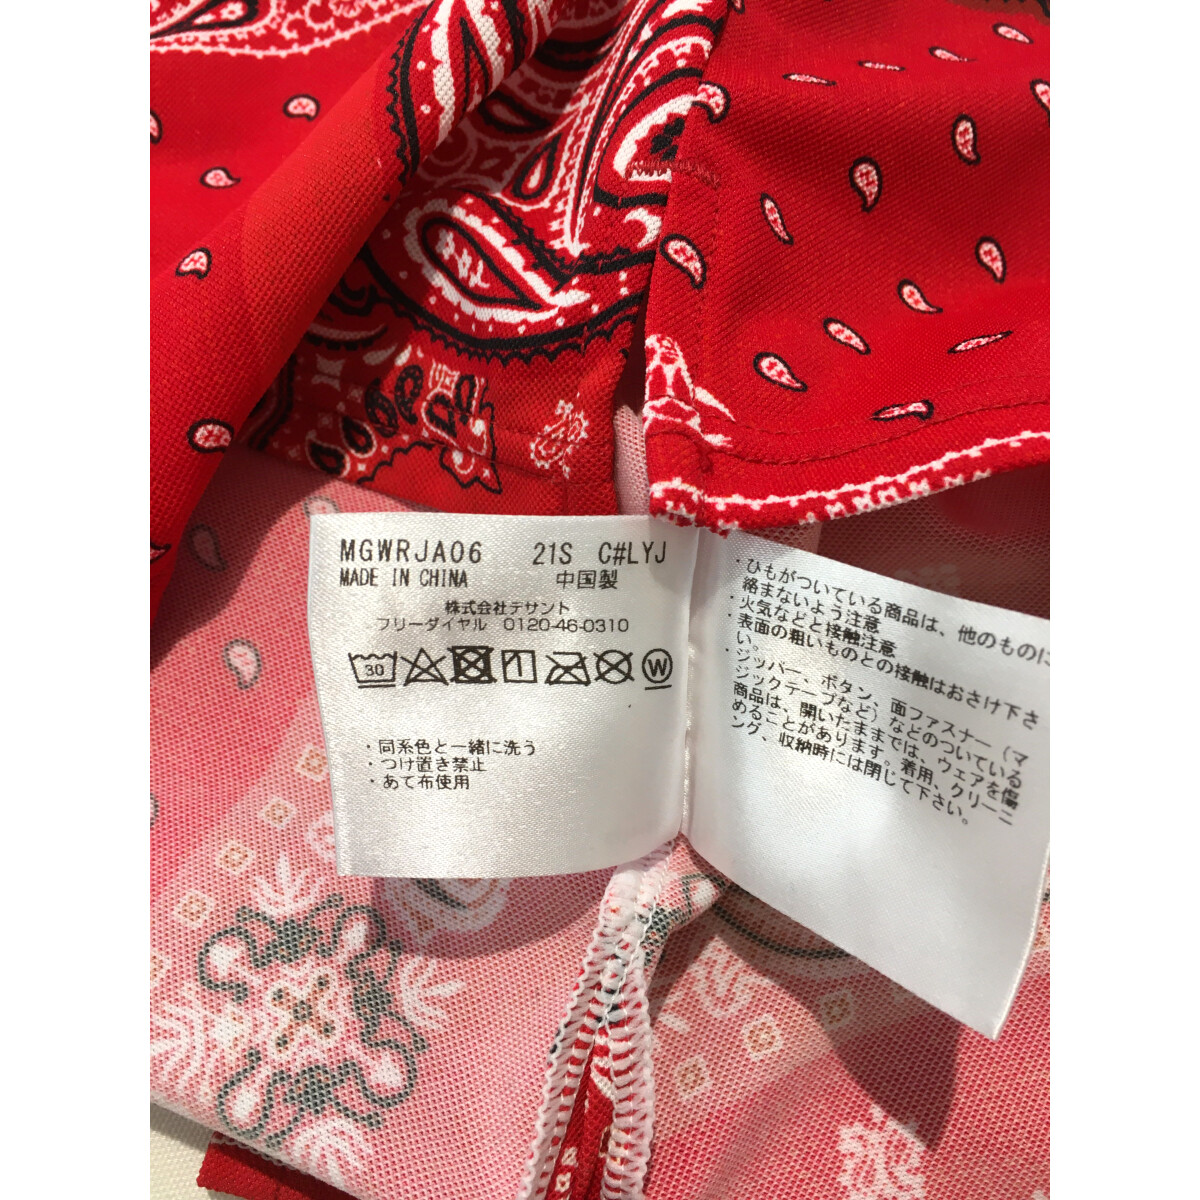 MGWRJA06 21S C#LYJ
MADE IN CHINA 中国製
株式会社デサント
フリーダイヤル 0120-46-0310
30
W
・同系色と一緒に洗う
・つけ置き禁止
・あて布使用
・ひもがついている商品は、他のものに
絡まないよう注意
・火気などと接触注意
・表面の粗いものとの接触はおさけ下さ
い。
・ジッパー、ボタン、面ファスナー（マ
ジックテープなど）などのついている
商品は、開いたままでは、ウェアを傷
めることがあります。着用、クリーニ
ング、収納時には閉じて下さい。